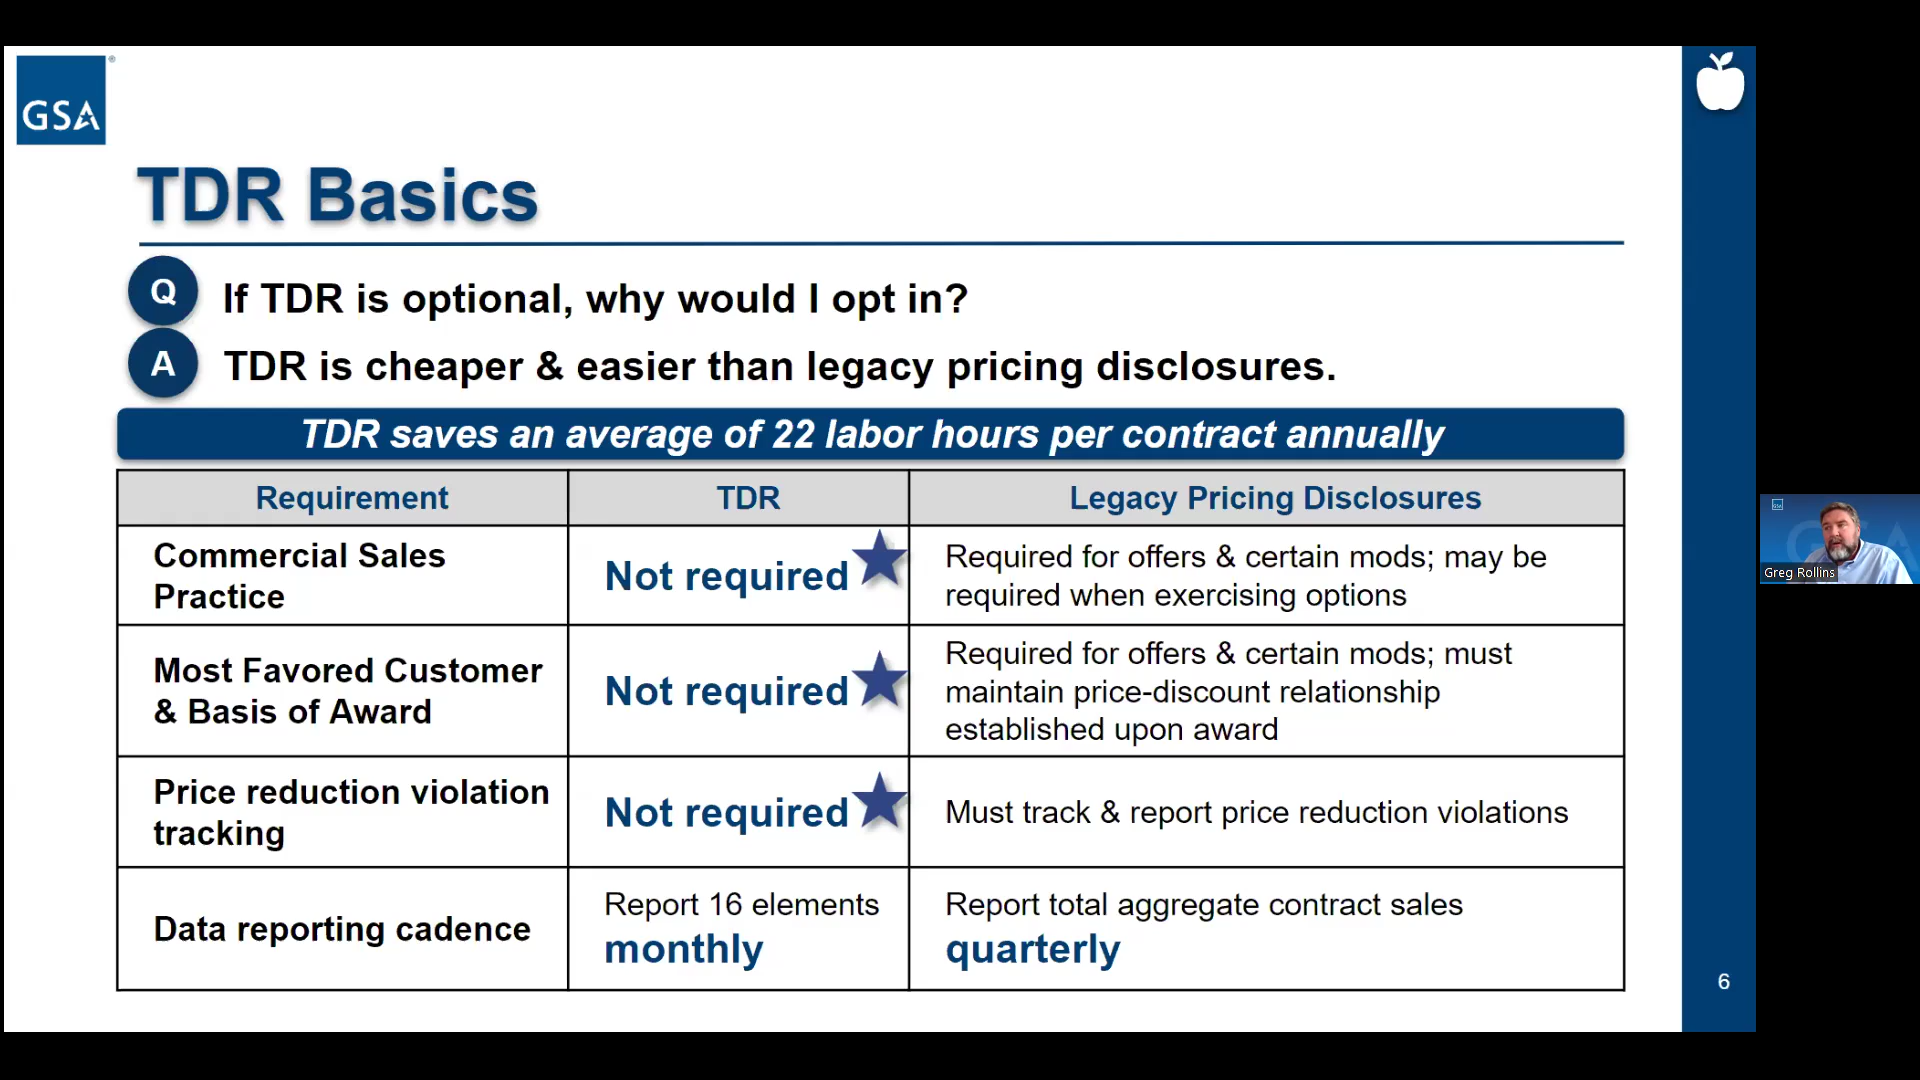 GSA
®
TDR Basics
Q
If TDR is optional, why would I opt in?
A
TDR is cheaper & easier than legacy pricing disclosures.
TDR saves an average of 22 labor hours per contract annually
Requirement
TDR
Legacy Pricing Disclosures
Commercial Sales
Practice
Not required
Required for offers & certain mods; may be
required when exercising options
Most Favored Customer
& Basis of Award
Not required
Required for offers & certain mods; must
maintain price-discount relationship
established upon award
Price reduction violation
tracking
Not required
Must track & report price reduction violations
Data reporting cadence
Report 16 elements
monthly
Report total aggregate contract sales
quarterly
6
GSA
Greg Rollins